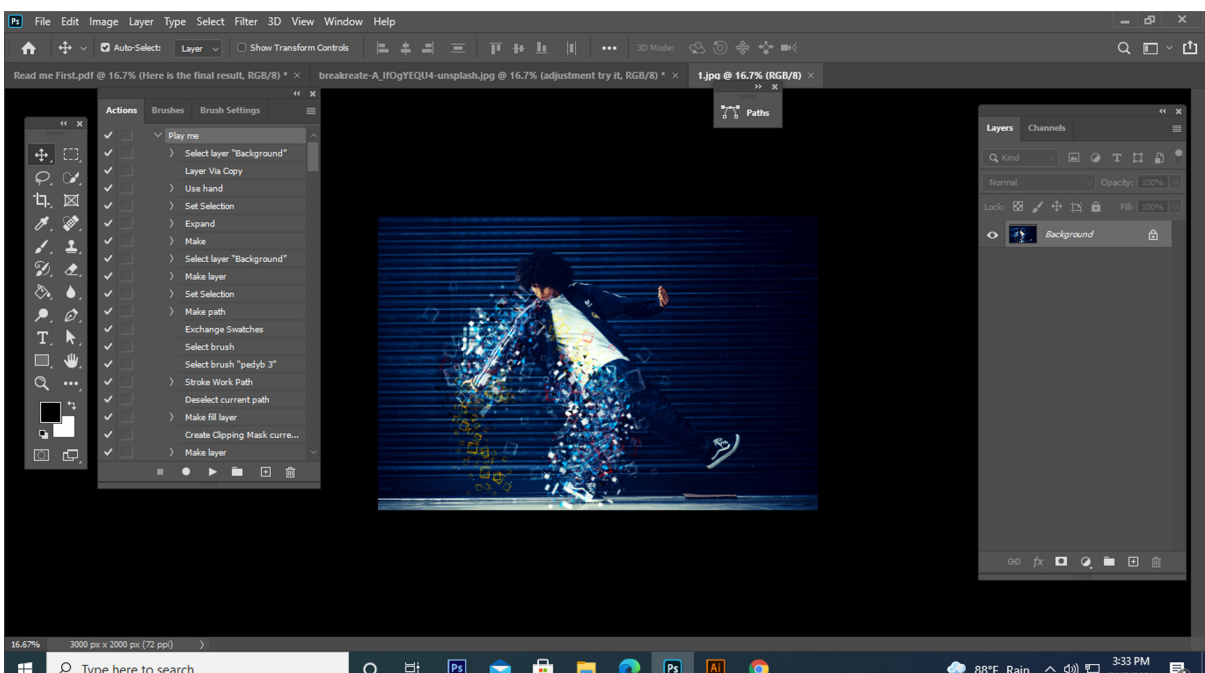 Ps File Edit Image Layer Type Select Filter 3D View Window Help
Auto-Select: Layer Show Transform Controls 3D Mode:
Read me First.pdf @ 16.7% (Here is the final result, RGB/8) * × breakreate-A_IfOgYEQU4-unsplash.jpg @ 16.7% (adjustment try it, RGB/8) * × 1.jpg @ 16.7% (RGB/8) ×
Actions Brushes Brush Settings
Play me
Select layer "Background"
Layer Via Copy
Use hand
Set Selection
Expand
Make
Select layer "Background"
Make layer
Set Selection
Make path
Exchange Swatches
Select brush
Select brush "pedyb 3"
Stroke Work Path
Deselect current path
Make fill layer
Create Clipping Mask curre...
Make layer
Paths
Layers Channels
Kind
Normal Opacity: 100%
Lock: Fill: 100%
Background
16.67% 3000 px x 2000 px (72 ppi)
Type here to search
Ps Ps Ai
88°F Rain 3:33 PM